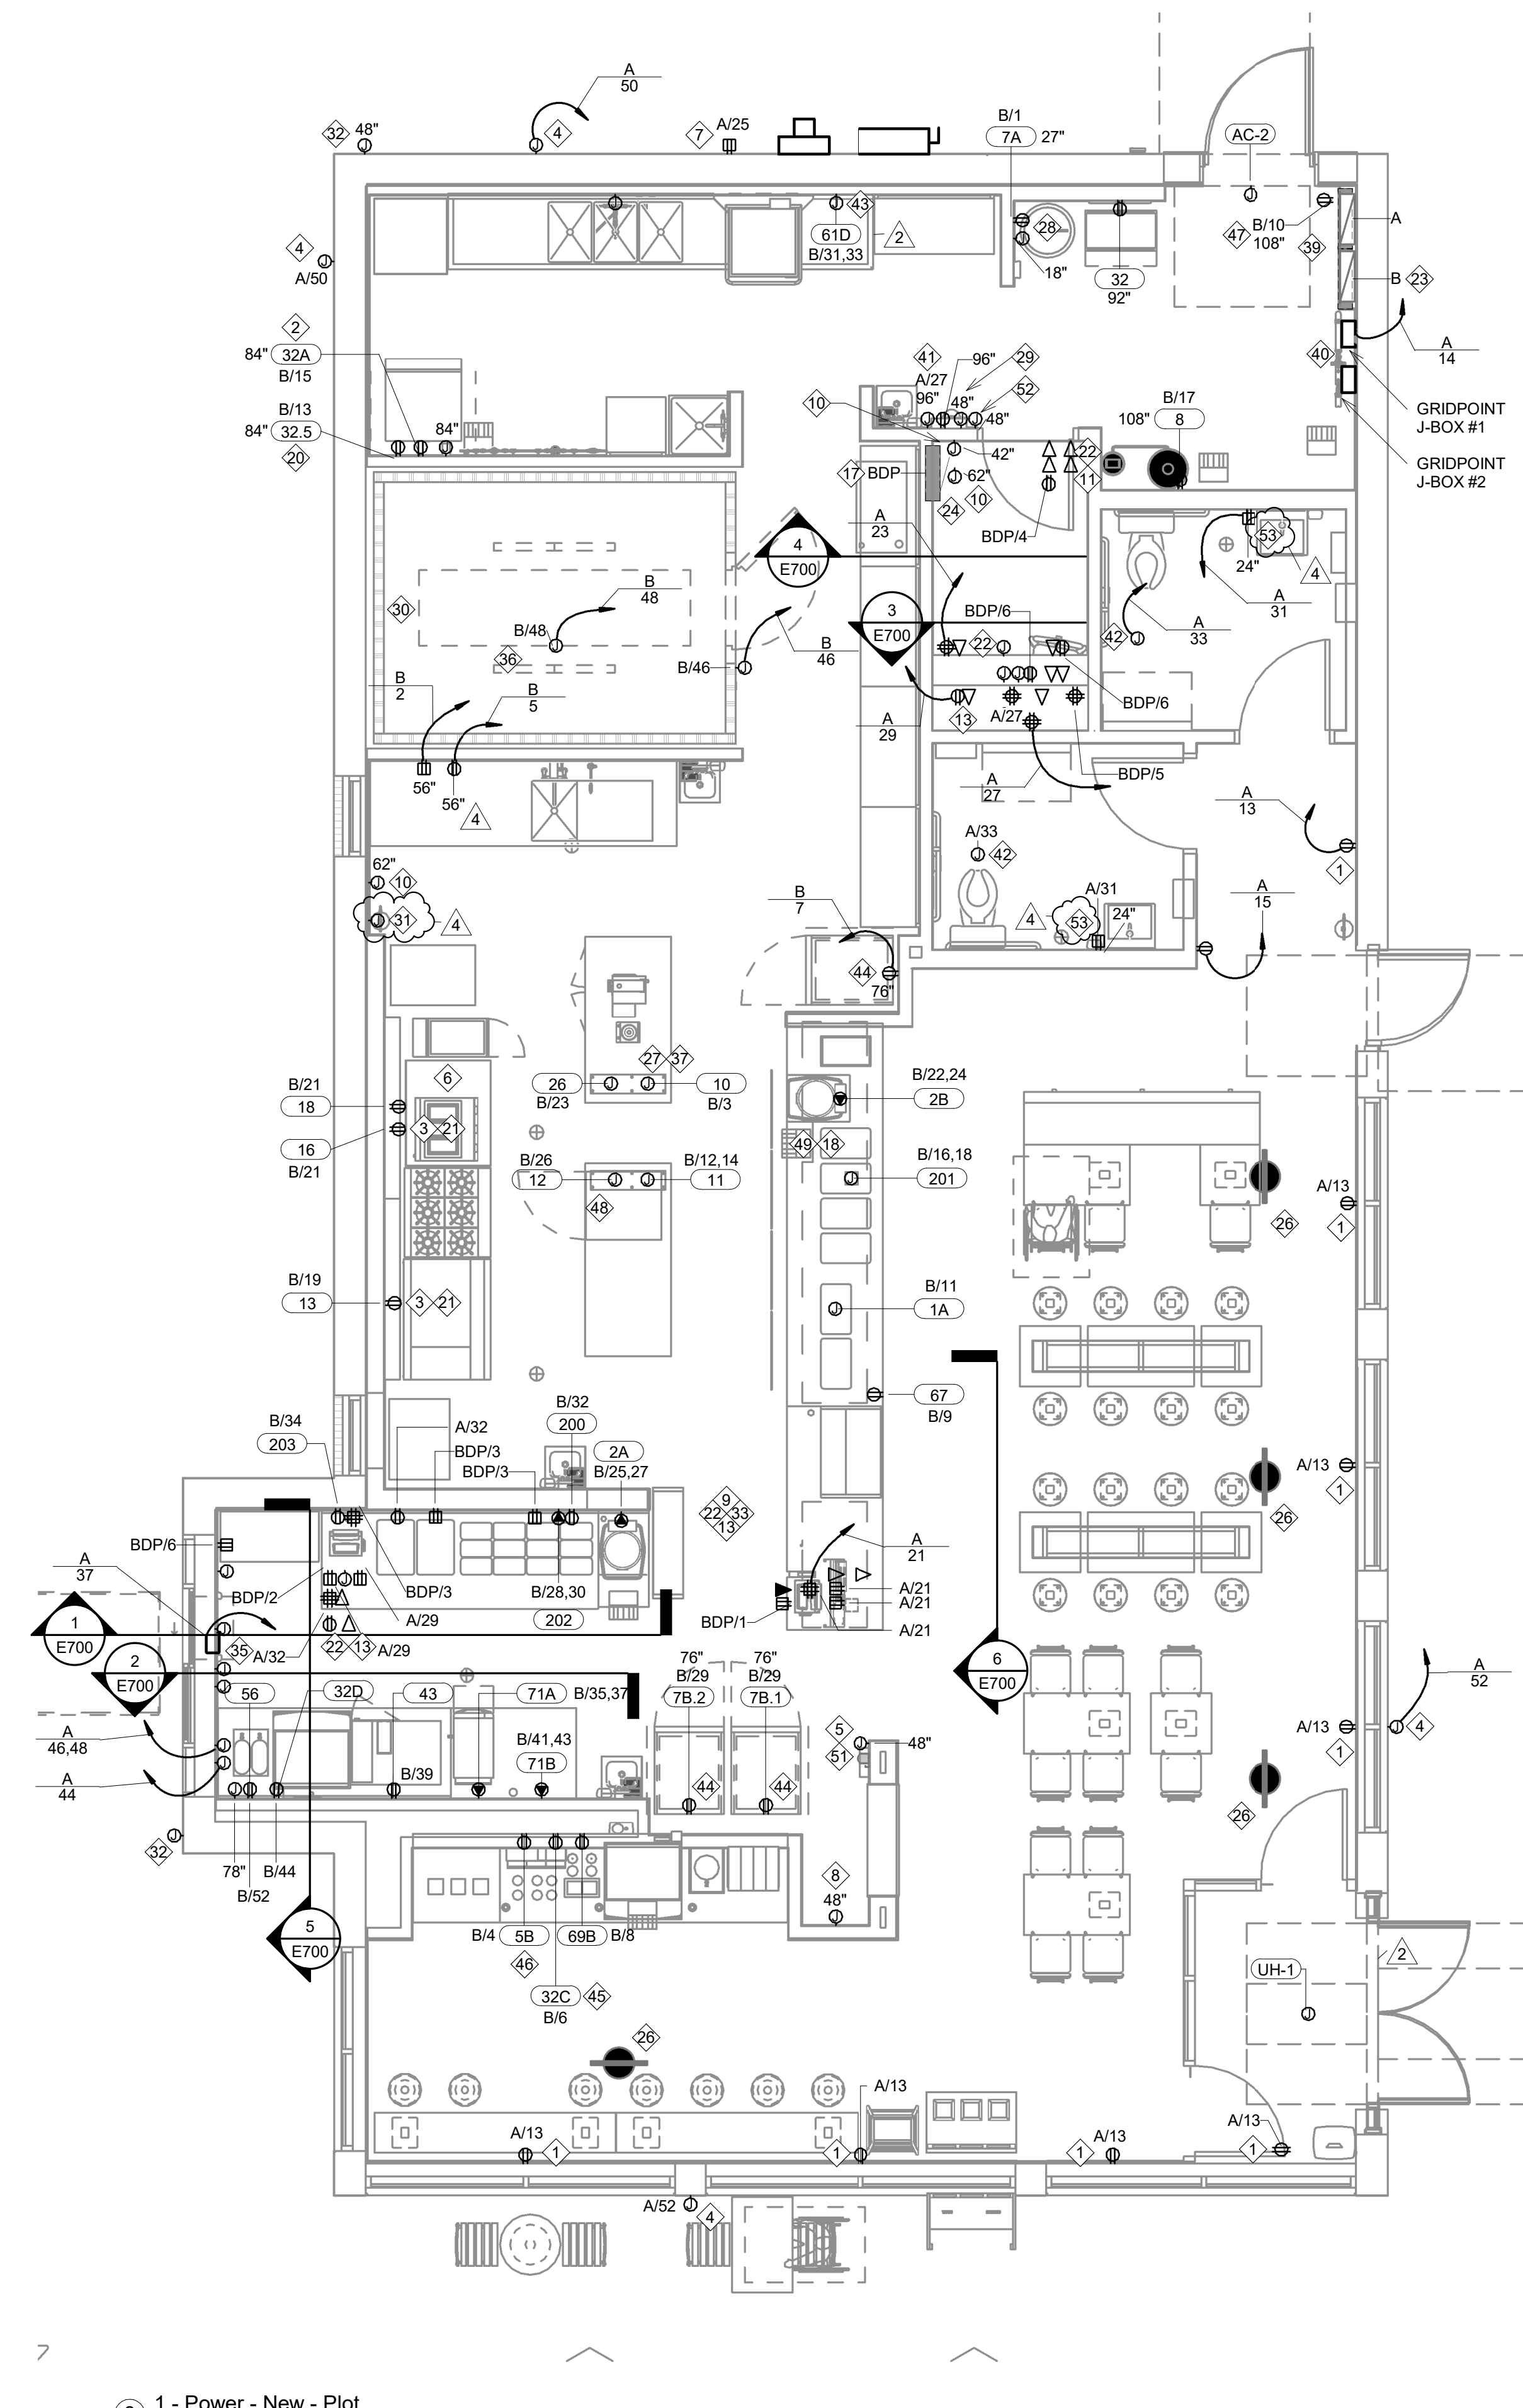 A
50
32
48"
4
7
A/25
B/1
7A
27"
AC-2
43
61D
B/31,33
2
28
18"
32
92"
47
B/10
108"
39
A
B
23
4
A/50
A
14
40
GRIDPOINT
J-BOX #1
GRIDPOINT
J-BOX #2
2
84"
32A
B/15
B/13
84"
32.5
20
84"
41
A/27
96"
96"
29
48"
52
48"
10
42"
62"
10
17
BDP
24
22
11
BDP/4
B/17
108"
8
53
24"
4
A
31
A
33
42
A
23
4
E700
3
E700
BDP/6
22
BDP/6
13
A/27
BDP/5
A
29
A
27
30
B/48
B
48
36
B/46
B
46
B
2
B
5
56"
56"
4
A
13
1
A/33
42
A
15
A/31
4
53
24"
62"
10
31
4
B
7
44
76"
6
27
37
26
B/23
10
B/3
B/21
18
16
B/21
3
21
B/22,24
2B
49
18
B/26
12
B/12,14
11
48
B/16,18
201
A/13
1
26
B/19
13
3
21
B/11
1A
67
B/9
A/13
1
26
B/34
203
A/32
BDP/3
BDP/3
B/32
200
2A
B/25,27
9
22
33
13
BDP/6
A
37
BDP/2
BDP/3
B/28,30
202
A/29
A/32
22
13
A/29
A
21
A/21
A/21
A/21
BDP/1
1
E700
35
2
E700
6
E700
56
32D
43
71A
B/35,37
B/41,43
71B
B/39
76"
B/29
7B.2
76"
B/29
7B.1
44
44
5
51
48"
A
46,48
A
44
A/13
1
4
A
52
26
32
78"
B/44
B/52
8
48"
5
E700
B/4
5B
69B
B/8
46
32C
45
B/6
UH-1
2
26
A/13
A/13
1
1
1
A/13
A/13
1
A/52
4
1 - Power - New - Plot